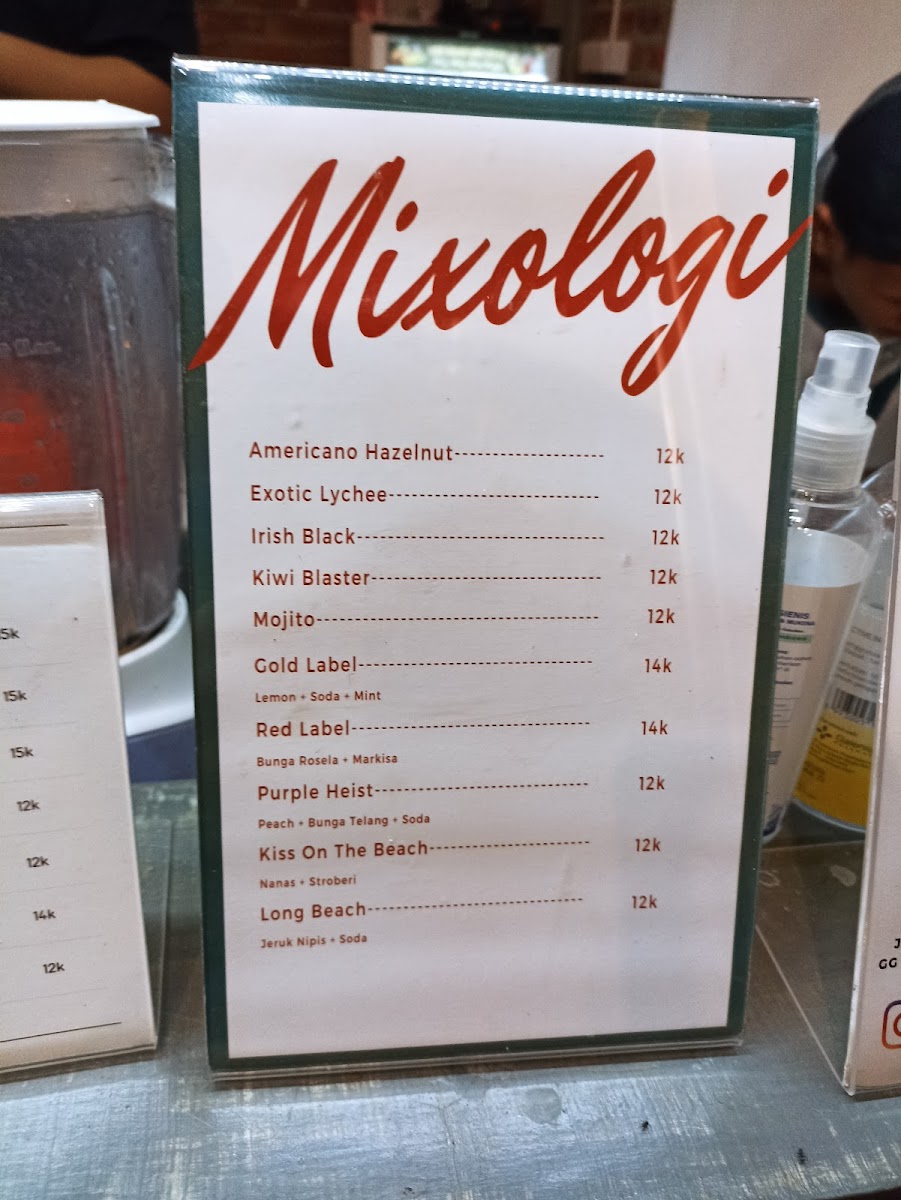 Mixologi
Americano Hazelnut 12k
Exotic Lychee 12k
Irish Black 12k
Kiwi Blaster 12k
Mojito 12k
Gold Label 14k
Lemon + Soda + Mint
Red Label 14k
Bunga Rosela + Markisa
Purple Heist 12k
Peach + Bunga Telang + Soda
Kiss On The Beach 12k
Nanas + Stroberi
Long Beach 12k
Jeruk Nipis + Soda
15k
15k
12k
12k
14k
12k
GG